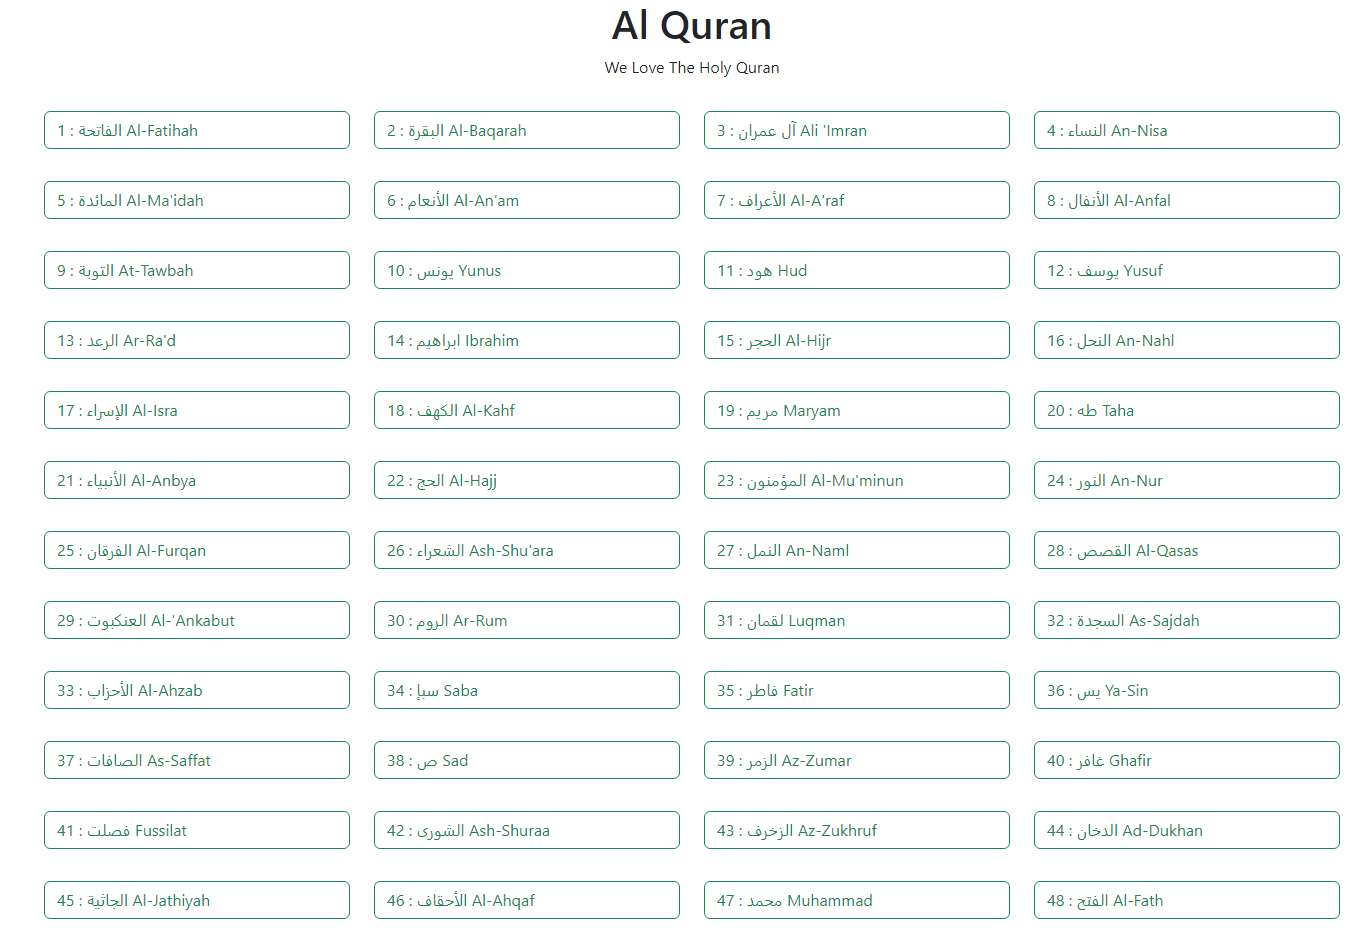 Al Quran
We Love The Holy Quran
1 : الفاتحة Al-Fatihah
2 : البقرة Al-Baqarah
3 : آل عمران Ali 'Imran
4 : النساء An-Nisa
5 : المائدة Al-Ma'idah
6 : الأنعام Al-An'am
7 : الأعراف Al-A'raf
8 : الأنفال Al-Anfal
9 : التوبة At-Tawbah
10 : يونس Yunus
11 : هود Hud
12 : يوسف Yusuf
13 : الرعد Ar-Ra'd
14 : ابراهيم Ibrahim
15 : الحجر Al-Hijr
16 : النحل An-Nahl
17 : الإسراء Al-Isra
18 : الكهف Al-Kahf
19 : مريم Maryam
20 : طه Taha
21 : الأنبياء Al-Anbya
22 : الحج Al-Hajj
23 : المؤمنون Al-Mu'minun
24 : النور An-Nur
25 : الفرقان Al-Furqan
26 : الشعراء Ash-Shu'ara
27 : النمل An-Naml
28 : القصص Al-Qasas
29 : العنكبوت Al-'Ankabut
30 : الروم Ar-Rum
31 : لقمان Luqman
32 : السجدة As-Sajdah
33 : الأحزاب Al-Ahzab
34 : سبإ Saba
35 : فاطر Fatir
36 : يس Ya-Sin
37 : الصافات As-Saffat
38 : ص Sad
39 : الزمر Az-Zumar
40 : غافر Ghafir
41 : فصلت Fussilat
42 : الشورى Ash-Shuraa
43 : الزخرف Az-Zukhruf
44 : الدخان Ad-Dukhan
45 : الجاثية Al-Jathiyah
46 : الأحقاف Al-Ahqaf
47 : محمد Muhammad
48 : الفتح Al-Fath